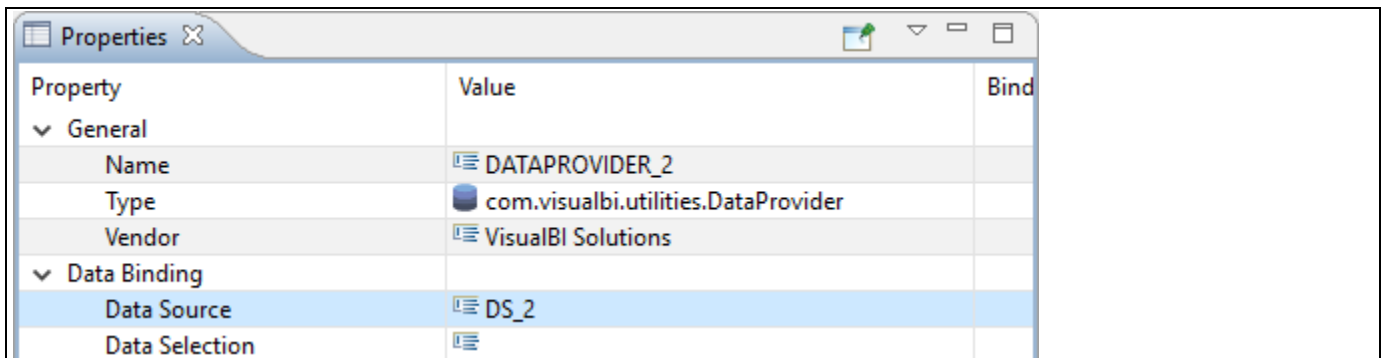 Properties
Property Value Bind
General
Name DATAPROVIDER_2
Type com.visualbi.utilities.DataProvider
Vendor VisualBI Solutions
Data Binding
Data Source DS_2
Data Selection